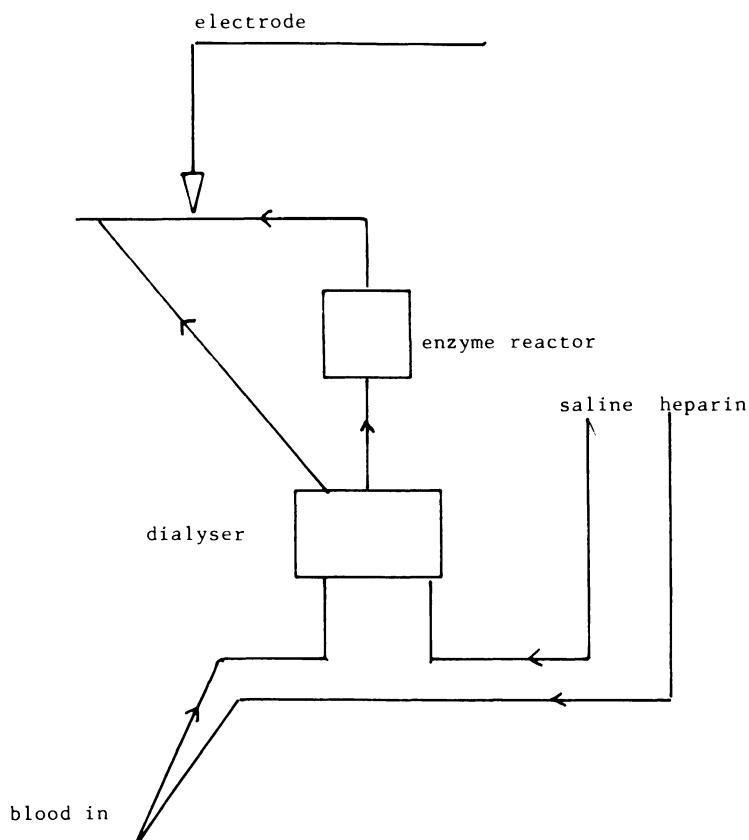 electrode
enzyme reactor
saline heparin
dialyser
blood in